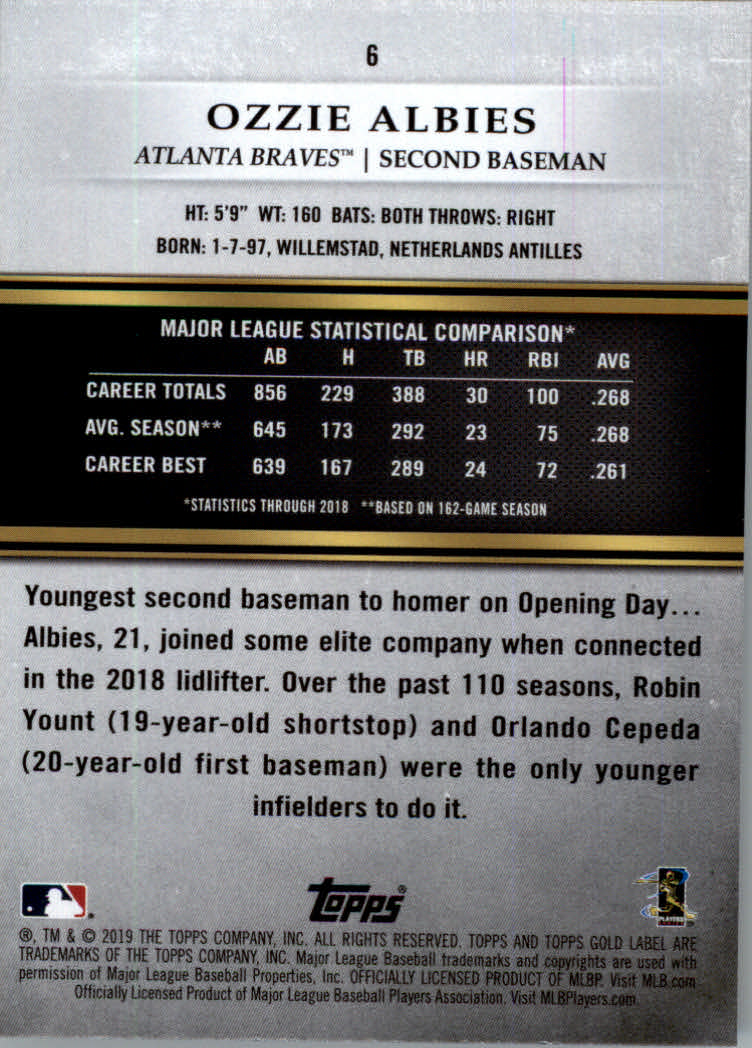 6
OZZIE ALBIES
ATLANTA BRAVES™ | SECOND BASEMAN
HT: 5'9" WT: 160 BATS: BOTH THROWS: RIGHT
BORN: 1-7-97, WILLEMSTAD, NETHERLANDS ANTILLES
MAJOR LEAGUE STATISTICAL COMPARISON*
AB H TB HR RBI AVG
CAREER TOTALS 856 229 388 30 100 .268
AVG. SEASON** 645 173 292 23 75 .268
CAREER BEST 639 167 289 24 72 .261
*STATISTICS THROUGH 2018 **BASED ON 162-GAME SEASON
Youngest second baseman to homer on Opening Day...
Albies, 21, joined some elite company when connected
in the 2018 lidlifter. Over the past 110 seasons, Robin
Yount (19-year-old shortstop) and Orlando Cepeda
(20-year-old first baseman) were the only younger
infielders to do it.
topps®
PLAYERS
®, TM & © 2019 THE TOPPS COMPANY, INC. ALL RIGHTS RESERVED. TOPPS AND TOPPS GOLD LABEL ARE
TRADEMARKS OF THE TOPPS COMPANY, INC. Major League Baseball trademarks and copyrights are used with
permission of Major League Baseball Properties, Inc. OFFICIALLY LICENSED PRODUCT OF MLBP. Visit MLB.com
Officially Licensed Product of Major League Baseball Players Association, Visit MLBPlayers.com